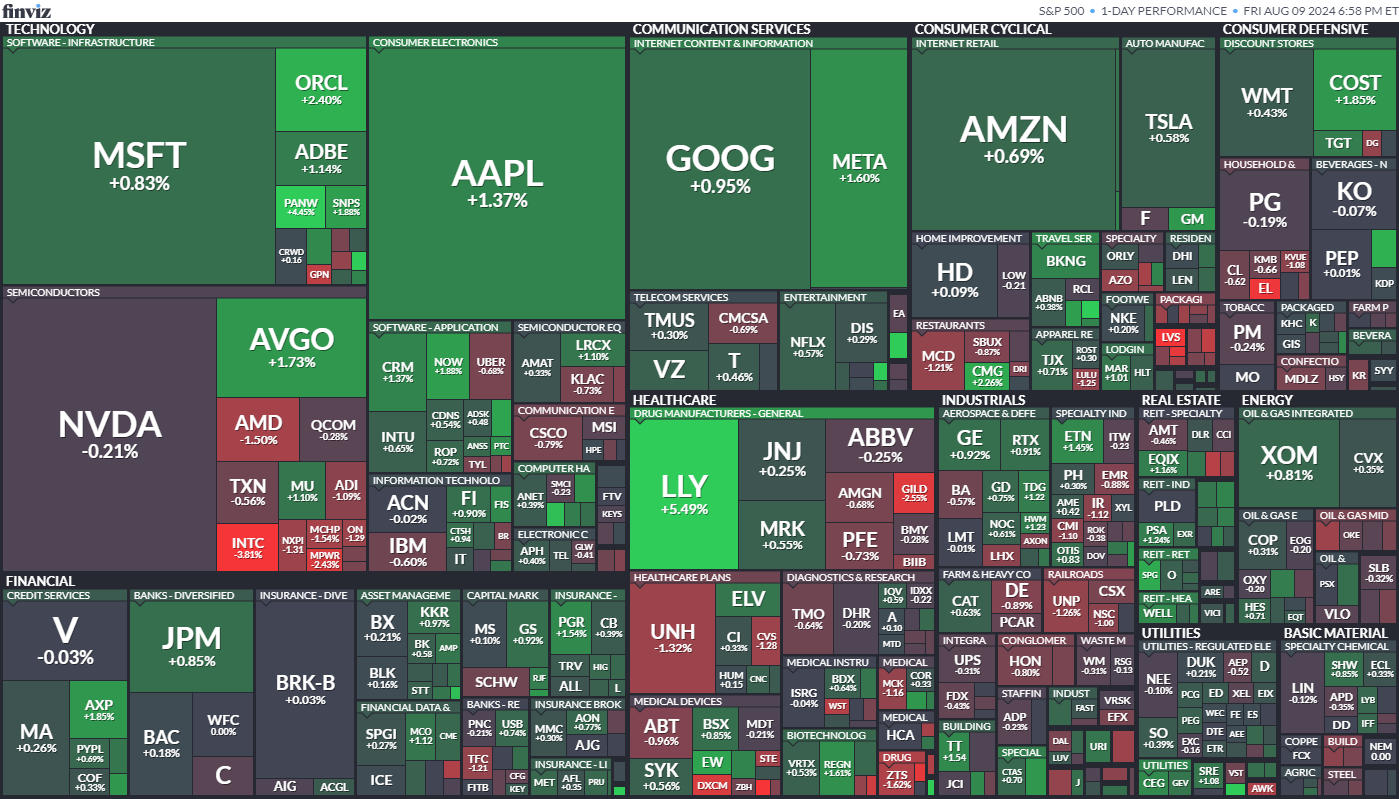 finviz
S&P 500 • 1-DAY PERFORMANCE • FRI AUG 09 2024 6:58 PM ET
TECHNOLOGY
SOFTWARE - INFRASTRUCTURE
MSFT
+0.83%
ORCL
+2.40%
ADBE
+1.14%
PANW
+4.45%
SNPS
+1.88%
CRWD
+0.16
GPN
CONSUMER ELECTRONICS
AAPL
+1.37%
SEMICONDUCTORS
NVDA
-0.21%
AVGO
+1.73%
AMD
-1.50%
QCOM
-0.28%
TXN
-0.56%
MU
+1.10%
ADI
-1.09%
INTC
-3.81%
NXPI
-1.31
MCHP
-1.54%
ON
-1.29
MPWR
-2.43%
SOFTWARE - APPLICATION
CRM
+1.37%
NOW
+1.88%
UBER
-0.68%
INTU
+0.65%
CDNS
+0.54%
ADSK
+0.48
ROP
+0.72%
ANSS
PTC
TYL
SEMICONDUCTOR EQ
AMAT
+0.33%
LRCX
+1.10%
KLAC
-0.73%
COMMUNICATION E
CSCO
-0.79%
MSI
HPE
INFORMATION TECHNOLO
ACN
-0.02%
IBM
-0.60%
FI
+0.90%
FIS
CTSH
+0.94
BR
IT
COMPUTER HA
ANET
+0.39%
SMCI
-0.23
FTV
KEYS
ELECTRONIC C
APH
+0.40%
TEL
GLW
-0.41
COMMUNICATION SERVICES
INTERNET CONTENT & INFORMATION
GOOG
+0.95%
META
+1.60%
TELECOM SERVICES
TMUS
+0.30%
CMCSA
-0.69%
VZ
T
+0.46%
ENTERTAINMENT
NFLX
+0.57%
DIS
+0.29%
EA
CONSUMER CYCLICAL
INTERNET RETAIL
AMZN
+0.69%
AUTO MANUFAC
TSLA
+0.58%
F
GM
HOME IMPROVEMENT
HD
+0.09%
LOW
-0.21
TRAVEL SER
BKNG
ABNB
+0.38%
RCL
SPECIALTY
ORLY
AZO
RESIDEN
DHI
LEN
RESTAURANTS
MCD
-1.21%
SBUX
-0.87%
CMG
+2.26%
DRI
APPAREL RE
TJX
+0.71%
ROST
+0.30
LULU
-1.25
FOOTWE
NKE
+0.20%
PACKAGI
LVS
LODGIN
MAR
+1.01
HLT
CONSUMER DEFENSIVE
DISCOUNT STORES
WMT
+0.43%
COST
+1.85%
TGT
DG
HOUSEHOLD &
PG
-0.19%
CL
-0.62
KMB
-0.66
KVUE
-1.08
EL
BEVERAGES - N
KO
-0.07%
PEP
+0.01%
KDP
TOBACC
PM
-0.24%
MO
PACKAGED
KHC
K
GIS
FARM P
BEVERA
CONFECTIO
MDLZ
HSY
KR
SYY
HEALTHCARE
DRUG MANUFACTURERS - GENERAL
LLY
+5.49%
JNJ
+0.25%
ABBV
-0.25%
MRK
+0.55%
AMGN
-0.68%
GILD
-2.55%
PFE
-0.73%
BMY
-0.28%
BIIB
HEALTHCARE PLANS
UNH
-1.32%
ELV
CI
+0.33%
CVS
-1.28
HUM
+0.15
CNC
DIAGNOSTICS & RESEARCH
TMO
-0.64%
DHR
-0.20%
IQV
+0.59
IDXX
-0.22
A
+0.10
MTD
MEDICAL INSTRU
ISRG
-0.04%
BDX
+0.64%
WST
MEDICAL
MCK
-1.16
COR
+0.33
MEDICAL
HCA
MEDICAL DEVICES
ABT
-0.96%
BSX
+0.85%
MDT
-0.21%
SYK
+0.56%
EW
STE
DXCM
ZBH
BIOTECHNOLOG
VRTX
+0.53%
REGN
+1.61%
DRUG
ZTS
-1.62%
INDUSTRIALS
AEROSPACE & DEFE
GE
+0.92%
RTX
+0.91%
BA
-0.57%
GD
+0.75%
TDG
+1.22
LMT
-0.01%
NOC
+0.61%
HWM
+1.23
AXON
LHX
SPECIALTY IND
ETN
+1.45%
ITW
-0.23
PH
+0.30%
EMR
-0.88%
AME
+0.42
IR
-1.12
XYL
CMI
-1.10
ROK
-0.38
OTIS
+0.83
DOV
FARM & HEAVY CO
CAT
+0.63%
DE
-0.89%
PCAR
RAILROADS
UNP
-1.26%
CSX
NSC
-1.00
INTEGRA
UPS
-0.31%
FDX
-0.43%
CONGLOMER
HON
-0.80%
WASTE M
WM
-0.31%
RSG
-0.13
STAFFIN
ADP
-0.23%
INDUST
FAST
VRSK
EFX
BUILDING
TT
+1.54
JCI
SPECIAL
CTAS
+0.70
DAL
LUV
URI
J
REAL ESTATE
REIT - SPECIALTY
AMT
-0.46%
DLR
CCI
EQIX
+1.16%
REIT - IND
PLD
PSA
+1.24%
EXR
REIT - RET
SPG
O
ARE
REIT - HEA
WELL
VICI
ENERGY
OIL & GAS INTEGRATED
XOM
+0.81%
CVX
+0.35%
OIL & GAS E
COP
+0.31%
EOG
-0.20
OXY
-0.20
HES
+0.71
EQT
OIL & GAS MID
OKE
OIL &
PSX
SLB
-0.32%
VLO
UTILITIES
UTILITIES - REGULATED ELE
NEE
-0.10%
DUK
+0.21%
AEP
-0.52
D
SO
+0.39%
PCG
ED
XEL
EIX
PEG
WEC
FE
ES
EXC
-0.16
DTE
AEE
ETR
UTILITIES
CEG
GEV
SRE
+1.08
VST
AWK
BASIC MATERIAL
SPECIALTY CHEMICAL
LIN
-0.12%
SHW
+0.85%
ECL
+0.33%
APD
-0.35%
LYB
DD
IFF
COPPE
FCX
BUILD
NEM
0.00
AGRIC
STEEL
FINANCIAL
CREDIT SERVICES
V
-0.03%
MA
+0.26%
AXP
+1.85%
PYPL
+0.69%
COF
+0.33%
BANKS - DIVERSIFIED
JPM
+0.85%
BAC
+0.18%
WFC
0.00%
C
INSURANCE - DIVE
BRK-B
+0.03%
AIG
ACGL
ASSET MANAGEME
BX
+0.21%
KKR
+0.97%
BK
+0.58
AMP
BLK
+0.16%
STT
CAPITAL MARK
MS
+0.10%
GS
+0.92%
SCHW
RJF
INSURANCE -
PGR
+1.54%
CB
+0.39%
TRV
HIG
ALL
L
FINANCIAL DATA &
SPGI
+0.27%
MCO
+1.12
CME
ICE
BANKS - RE
PNC
-0.21%
USB
+0.74%
TFC
-1.21
CFG
FITB
KEY
INSURANCE BROK
MMC
+0.30%
AON
+0.77%
AJG
INSURANCE - LI
MET
AFL
+0.35
PRU